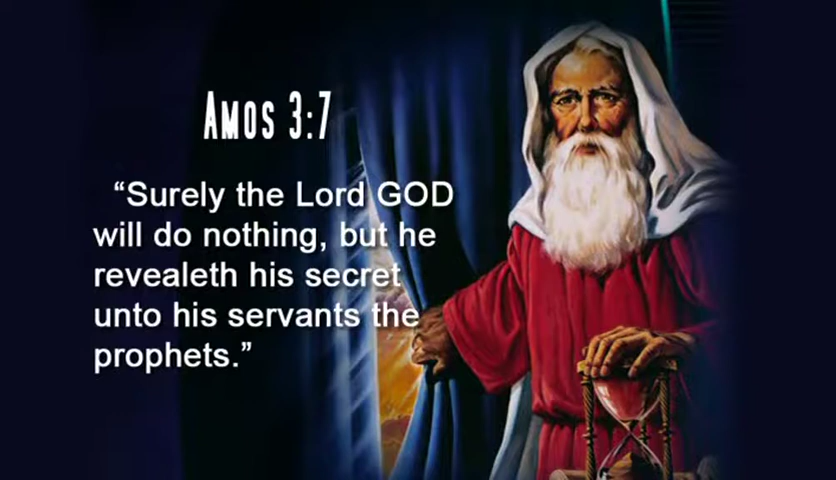 Amos 3:7
“Surely the Lord GOD
will do nothing, but he
revealeth his secret
unto his servants the
prophets.”